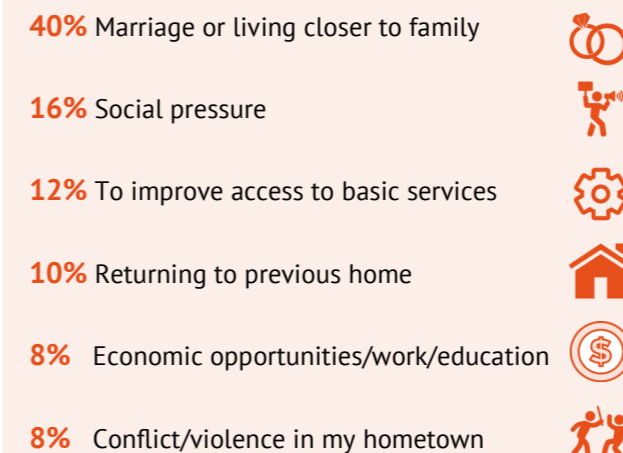 40% Marriage or living closer to family
16% Social pressure
12% To improve access to basic services
10% Returning to previous home
8% Economic opportunities/work/education
$
8% Conflict/violence in my hometown